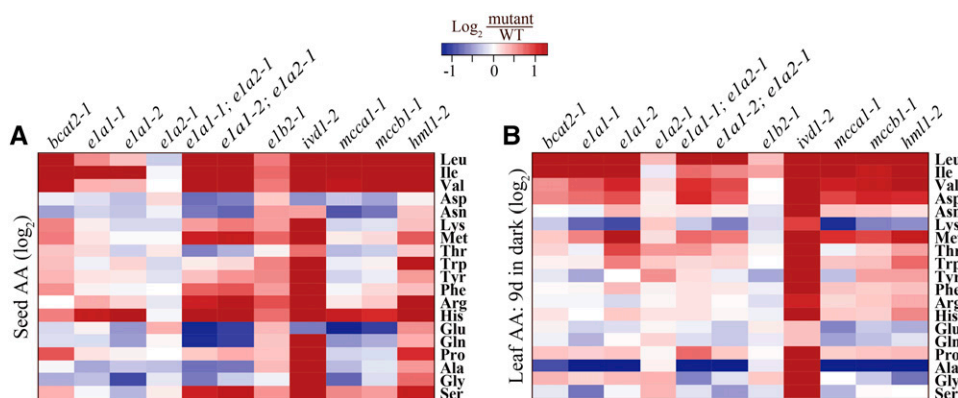 Log2 mutant
WT
-1 0 1
A
bcat2-1
e1a1-1
e1a1-2
e1a2-1
e1a1-1; e1a2-1
e1a1-2; e1a2-1
e1b2-1
ivd1-2
mcca1-1
mccb1-1
hml1-2
Seed AA (log2)
Leu
Ile
Val
Asp
Asn
Lys
Met
Thr
Trp
Tyr
Phe
Arg
His
Glu
Gln
Pro
Ala
Gly
Ser
B
bcat2-1
e1a1-1
e1a1-2
e1a2-1
e1a1-1; e1a2-1
e1a1-2; e1a2-1
e1b2-1
ivd1-2
mcca1-1
mccb1-1
hml1-2
Leaf AA: 9d in dark (log2)
Leu
Ile
Val
Asp
Asn
Lys
Met
Thr
Trp
Tyr
Phe
Arg
His
Glu
Gln
Pro
Ala
Gly
Ser